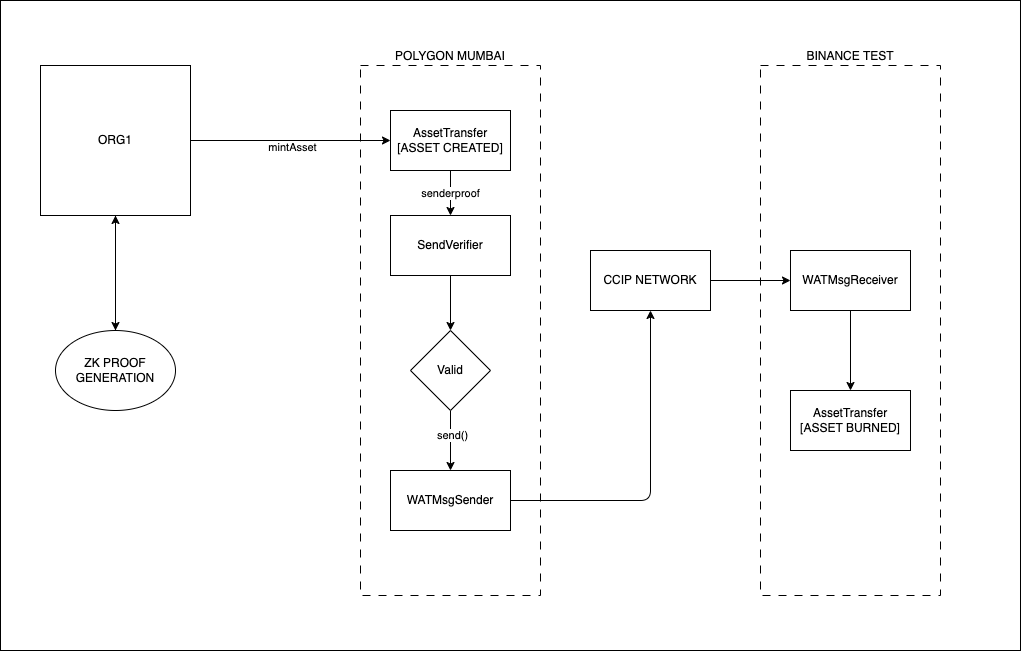 POLYGON MUMBAI
BINANCE TEST
ORG1
mintAsset
AssetTransfer
[ASSET CREATED]
senderproof
SendVerifier
Valid
send()
WATMsgSender
ZK PROOF
GENERATION
CCIP NETWORK
WATMsgReceiver
AssetTransfer
[ASSET BURNED]